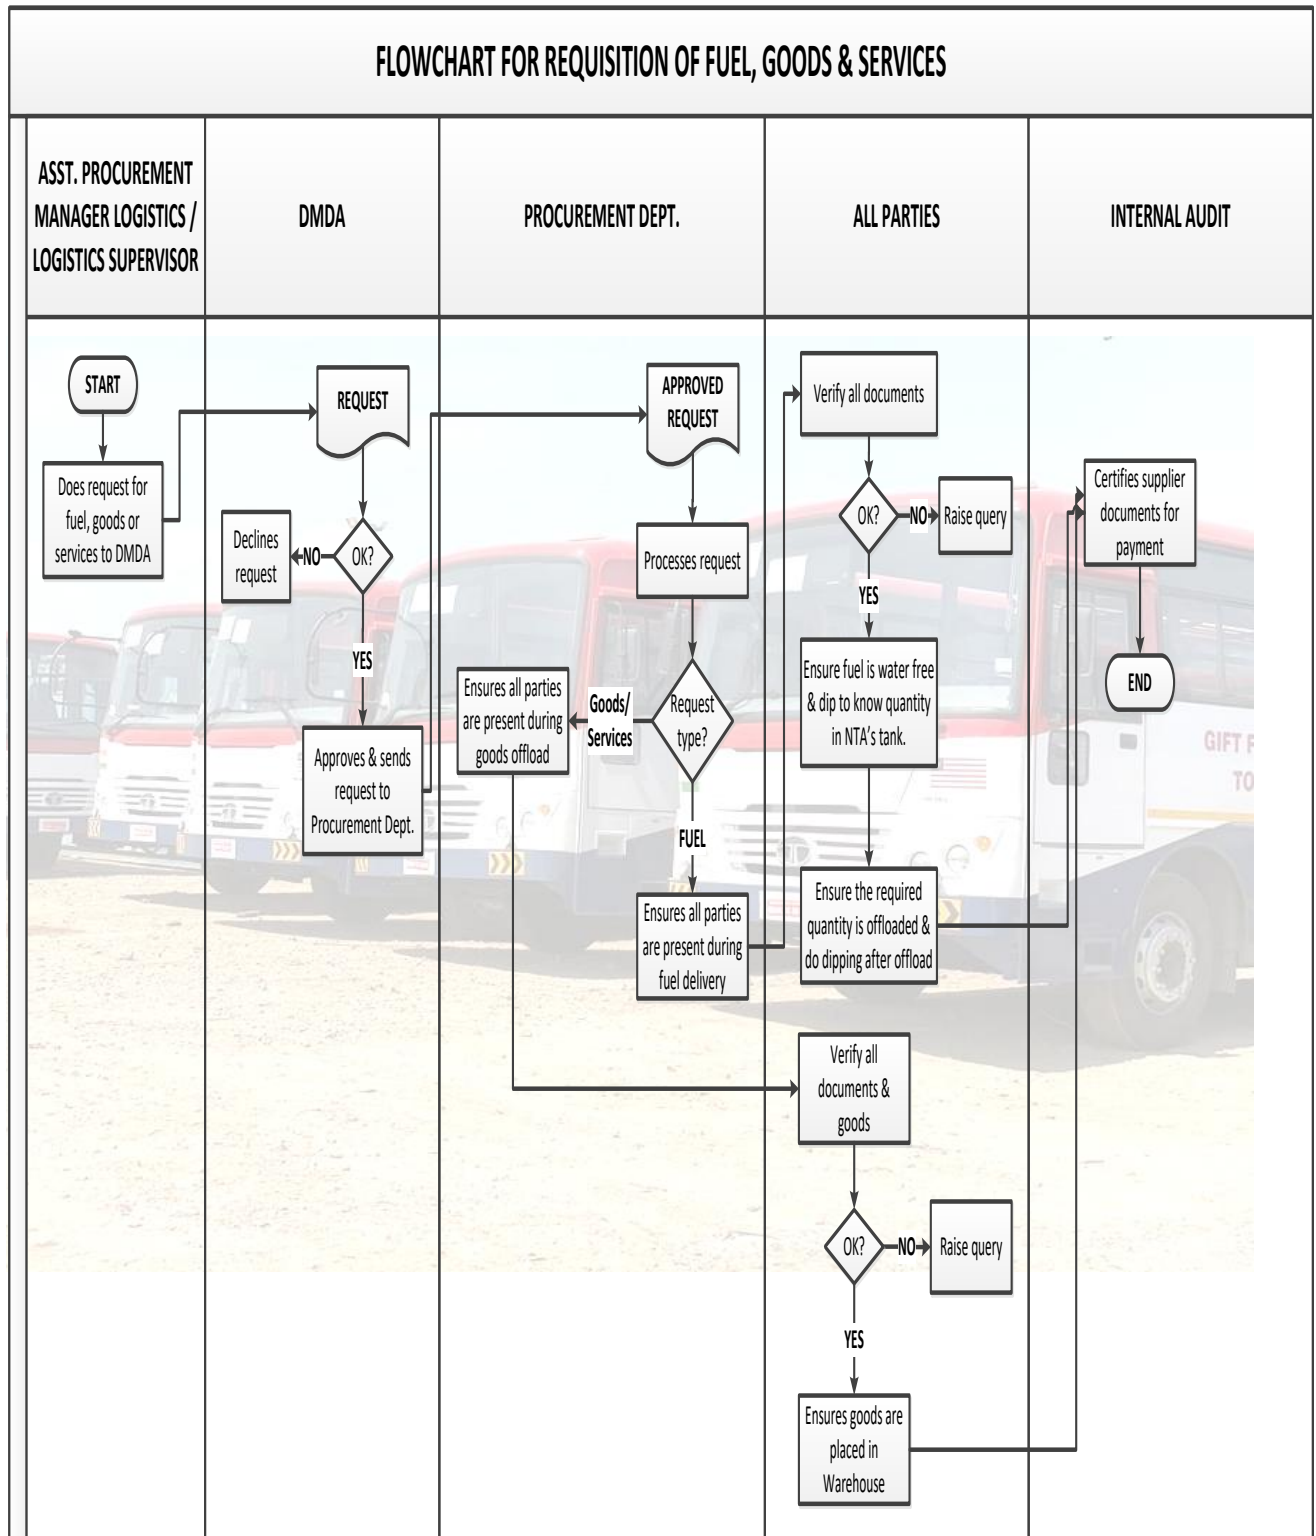 FLOWCHART FOR REQUISITION OF FUEL, GOODS & SERVICES
ASST. PROCUREMENT
MANAGER LOGISTICS /
LOGISTICS SUPERVISOR
DMDA
PROCUREMENT DEPT.
ALL PARTIES
INTERNAL AUDIT
START
Does request for
fuel, goods or
services to DMDA
REQUEST
OK?
NO
Declines
request
YES
Approves & sends
request to
Procurement Dept.
APPROVED
REQUEST
Processes request
Request
type?
Goods/
Services
Ensures all parties
are present during
goods offload
FUEL
Ensures all parties
are present during
fuel delivery
Verify all documents
OK?
NO
Raise query
YES
Ensure fuel is water free
& dip to know quantity
in NTA's tank.
Ensure the required
quantity is offloaded &
do dipping after offload
Verify all
documents &
goods
OK?
NO
Raise query
YES
Ensures goods are
placed in
Warehouse
Certifies supplier
documents for
payment
END
GIFT F
TO